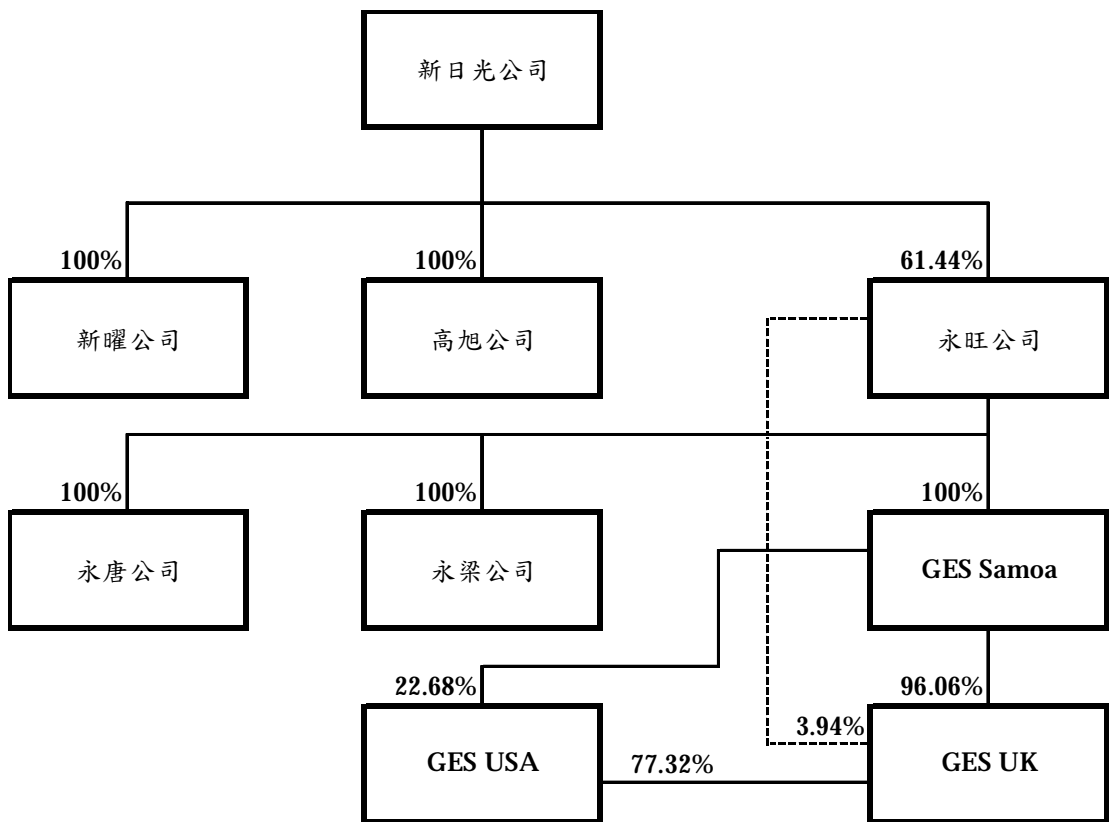 新日光公司
100%
100%
61.44%
新曜公司
高旭公司
永旺公司
100%
100%
100%
永唐公司
永梁公司
GES Samoa
22.68%
96.06%
3.94%
GES USA
77.32%
GES UK